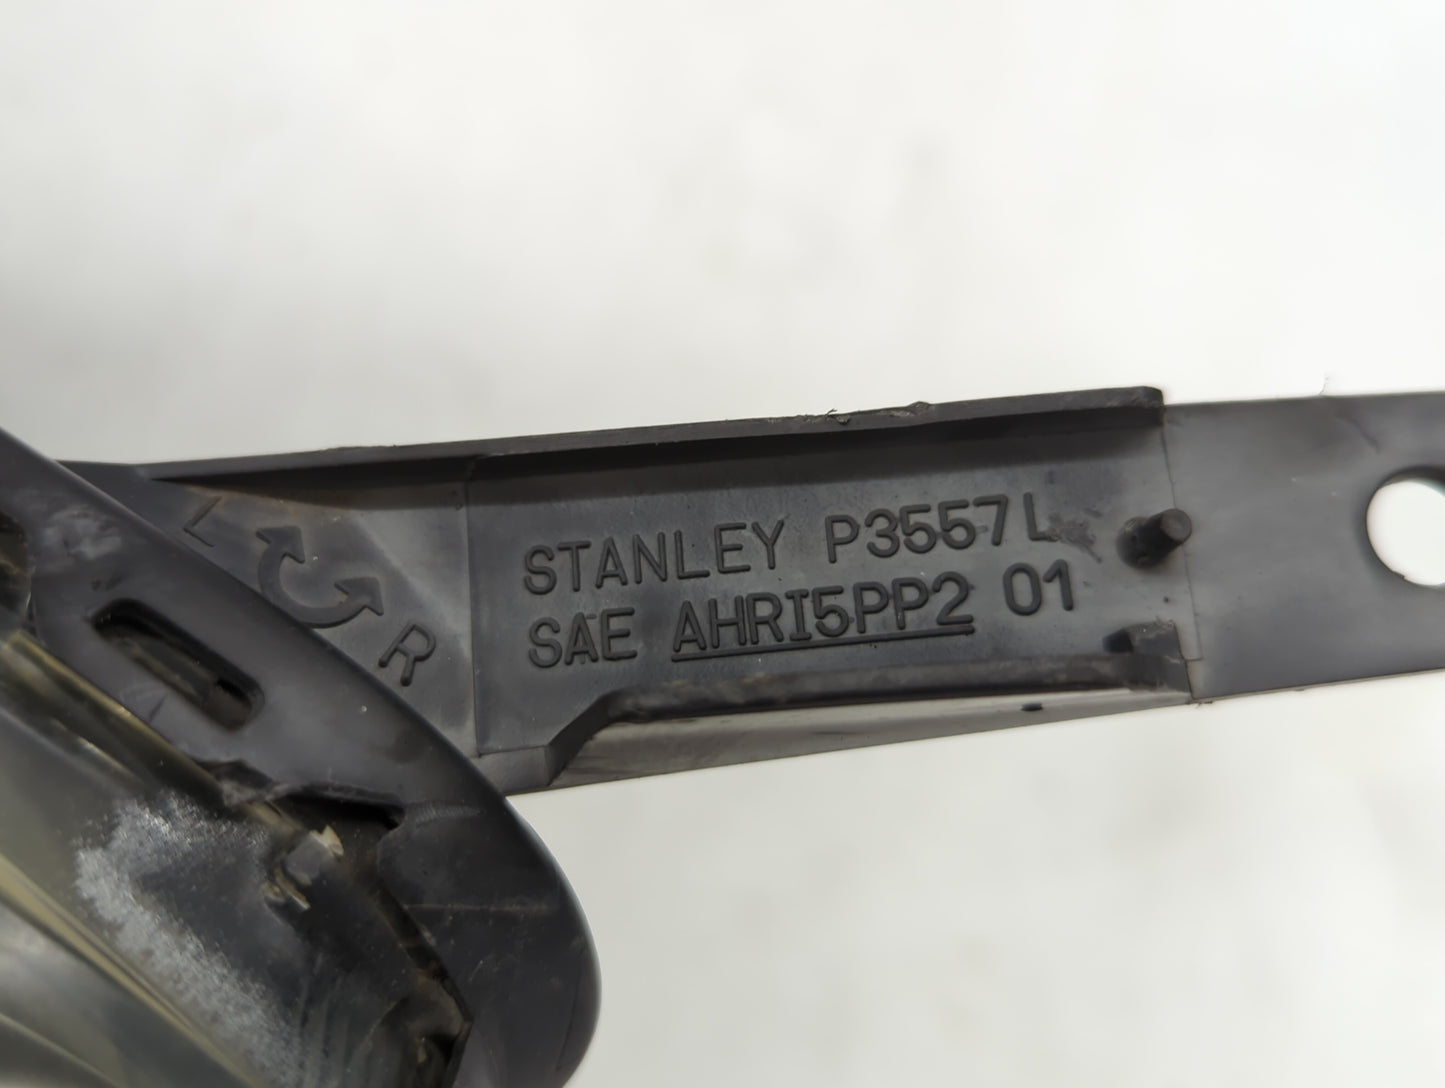 STANLEY P3557L
SAE AHRI5PP2 01
L
R